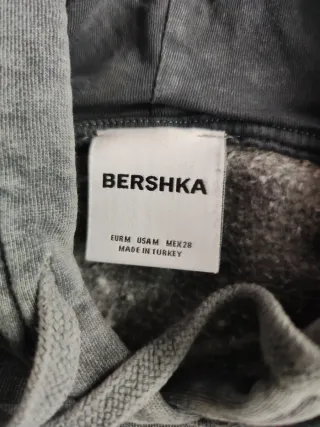 BERSHKA
EUR M USA M MEX 28
MADE IN TURKEY